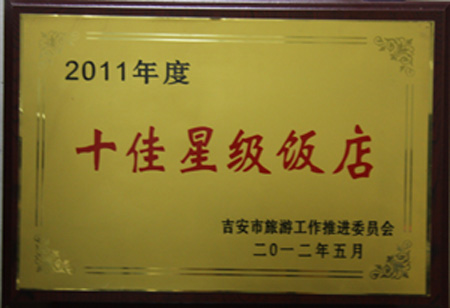 2011年度
十佳星级饭店
吉安市旅游工作推进委员会
二0一二年五月